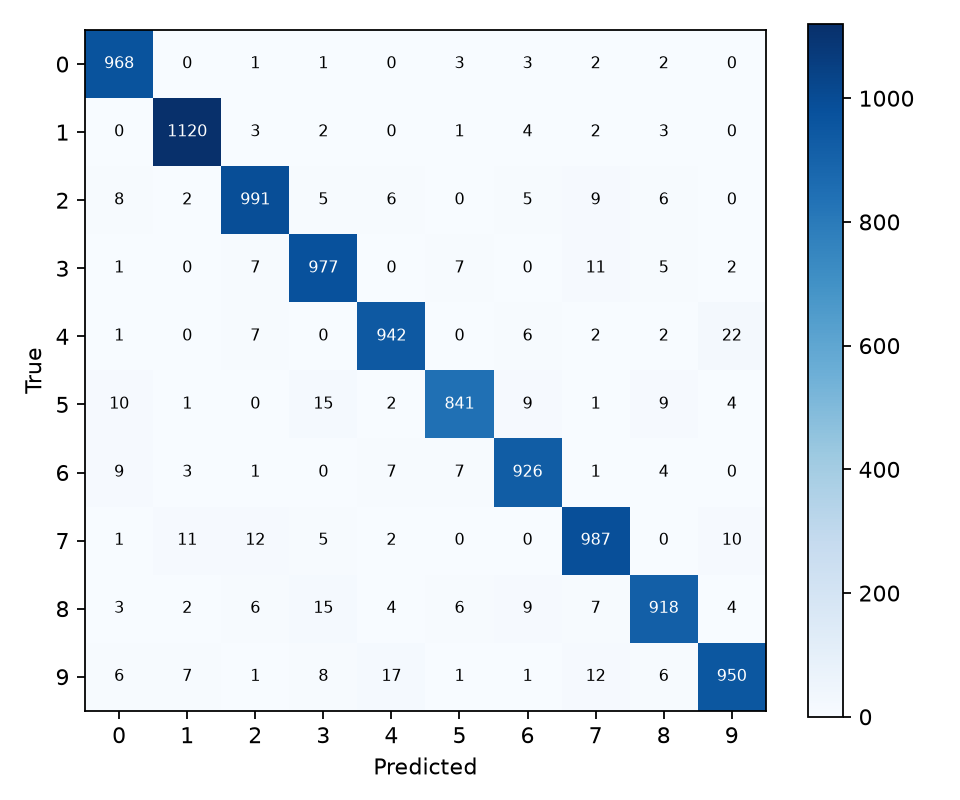 0 968 0 1 1 0 3 3 2 2 0
1 0 1120 3 2 0 1 4 2 3 0
2 8 2 991 5 6 0 5 9 6 0
3 1 0 7 977 0 7 0 11 5 2
4 1 0 7 0 942 0 6 2 2 22
5 10 1 0 15 2 841 9 1 9 4
6 9 3 1 0 7 7 926 1 4 0
7 1 11 12 5 2 0 0 987 0 10
8 3 2 6 15 4 6 9 7 918 4
9 6 7 1 8 17 1 1 12 6 950
0 1 2 3 4 5 6 7 8 9
Predicted
True
1000
800
600
400
200
0